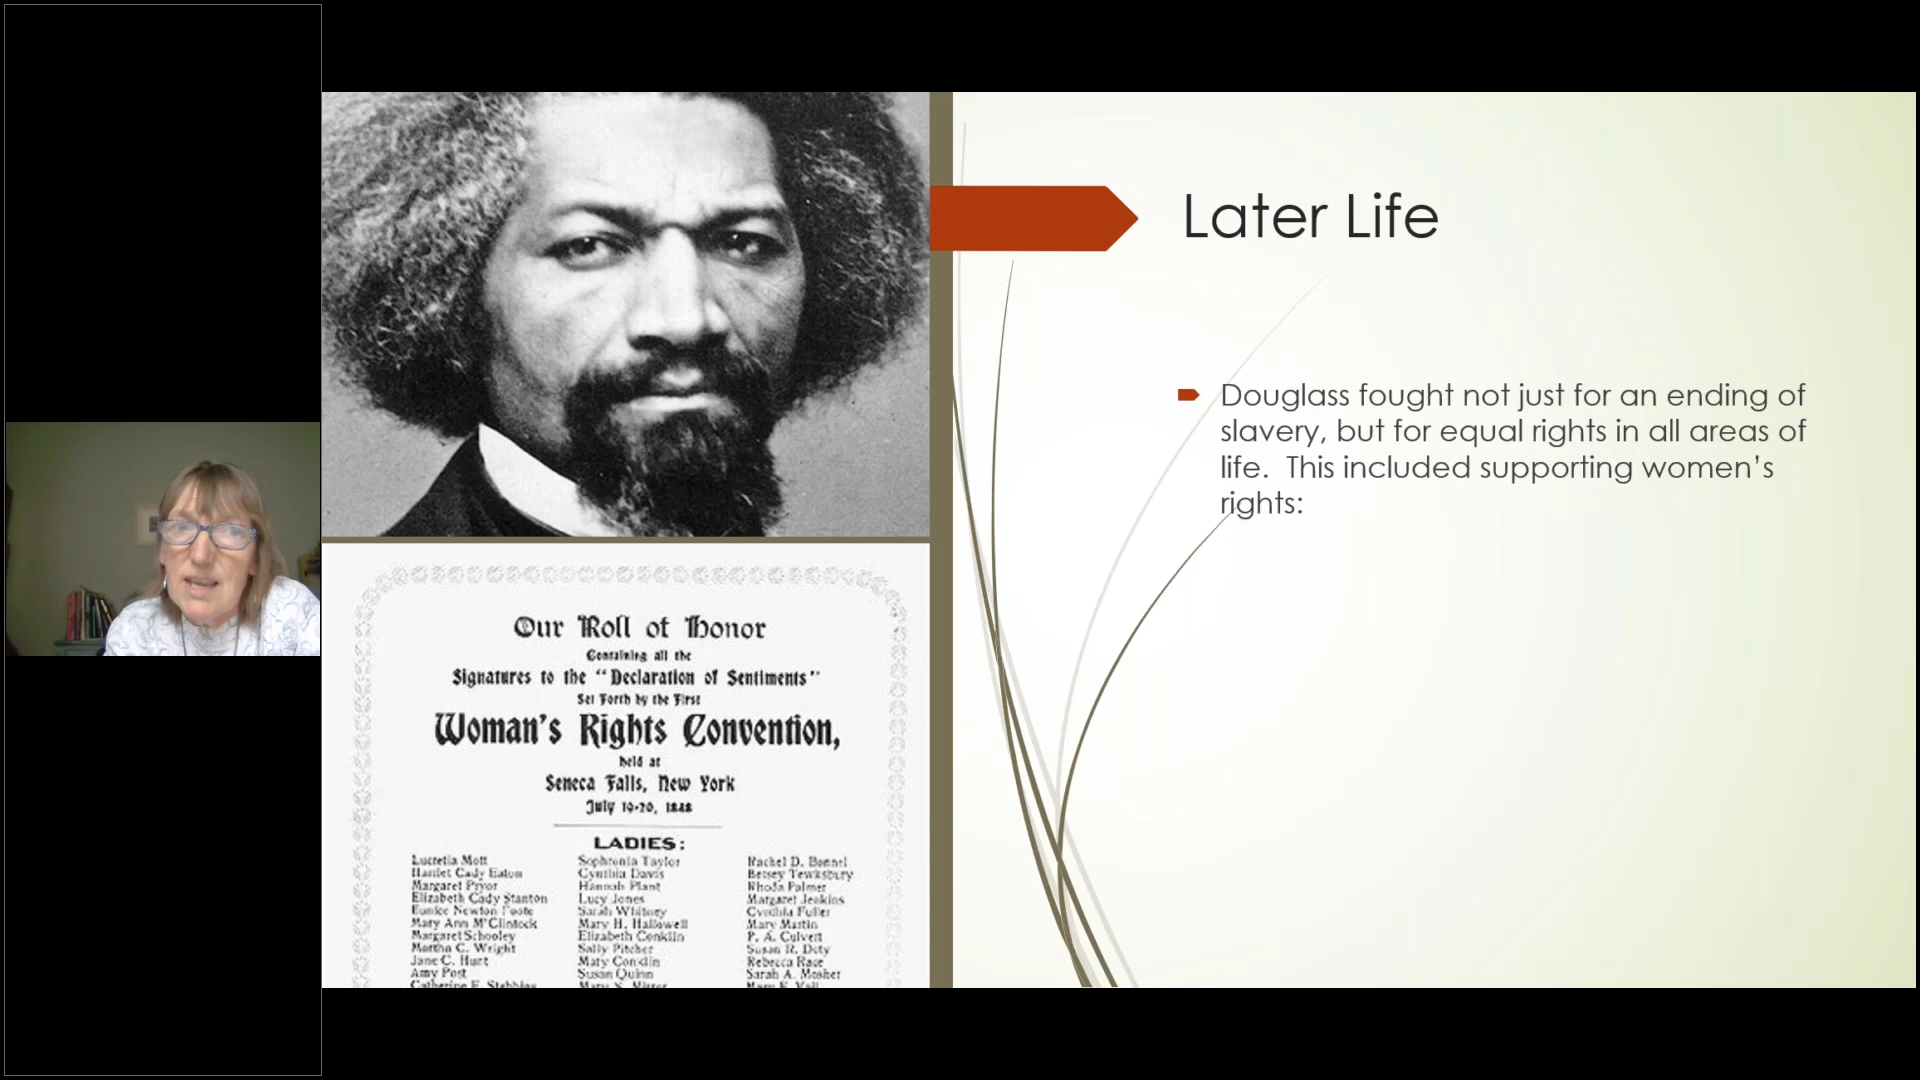 Later Life
Douglass fought not just for an ending of
slavery, but for equal rights in all areas of
life. This included supporting women's
rights:
Our Roll of Honor
Containing all the
Signatures to the "Declaration of Sentiments"
Set Forth by the First
Woman's Rights Convention,
held at
Seneca Falls, New York
July 19-20, 1848
LADIES:
Lucretia Mott
Harriet Cady Eaton
Margaret Pryor
Elizabeth Cady Stanton
Eunice Newton Foote
Mary Ann M'Clintock
Margaret Schooley
Martha C. Wright
Jane C. Hunt
Amy Post
Catherine F. Stebbins
Sophronia Taylor
Cynthia Davis
Hannah Plant
Lucy Jones
Sarah Whitney
Mary H. Hallowell
Elizabeth Conklin
Sally Pitcher
Mary Conklin
Susan Quinn
Rachel D. Bonnel
Betsey Tewksbury
Rhoda Palmer
Margaret Jenkins
Cynthia Fuller
Mary Martin
P. A. Culvert
Susan R. Doty
Rebecca Race
Sarah A. Mosher